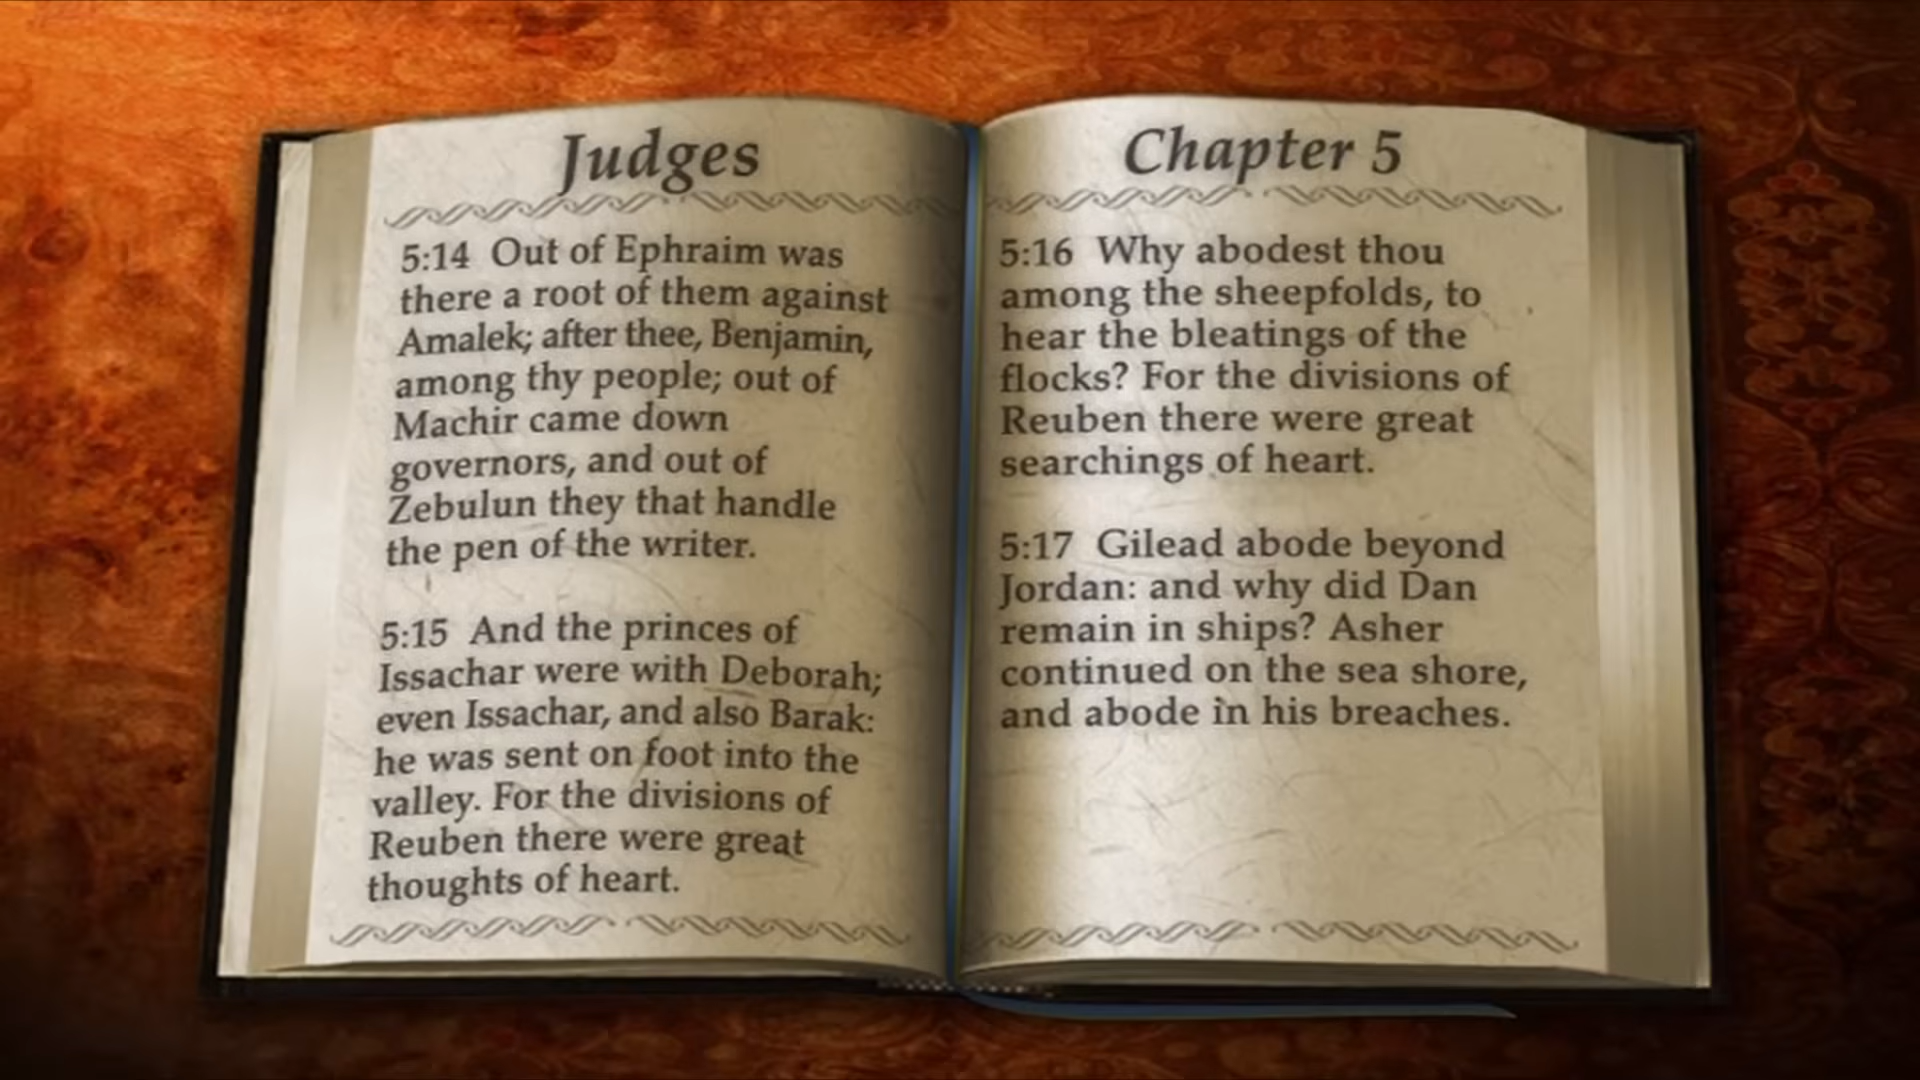 Judges
5:14 Out of Ephraim was
there a root of them against
Amalek; after thee, Benjamin,
among thy people; out of
Machir came down
governors, and out of
Zebulun they that handle
the pen of the writer.
5:15 And the princes of
Issachar were with Deborah;
even Issachar, and also Barak:
he was sent on foot into the
valley. For the divisions of
Reuben there were great
thoughts of heart.
Chapter 5
5:16 Why abodest thou
among the sheepfolds, to
hear the bleatings of the
flocks? For the divisions of
Reuben there were great
searchings of heart.
5:17 Gilead abode beyond
Jordan: and why did Dan
remain in ships? Asher
continued on the sea shore,
and abode in his breaches.